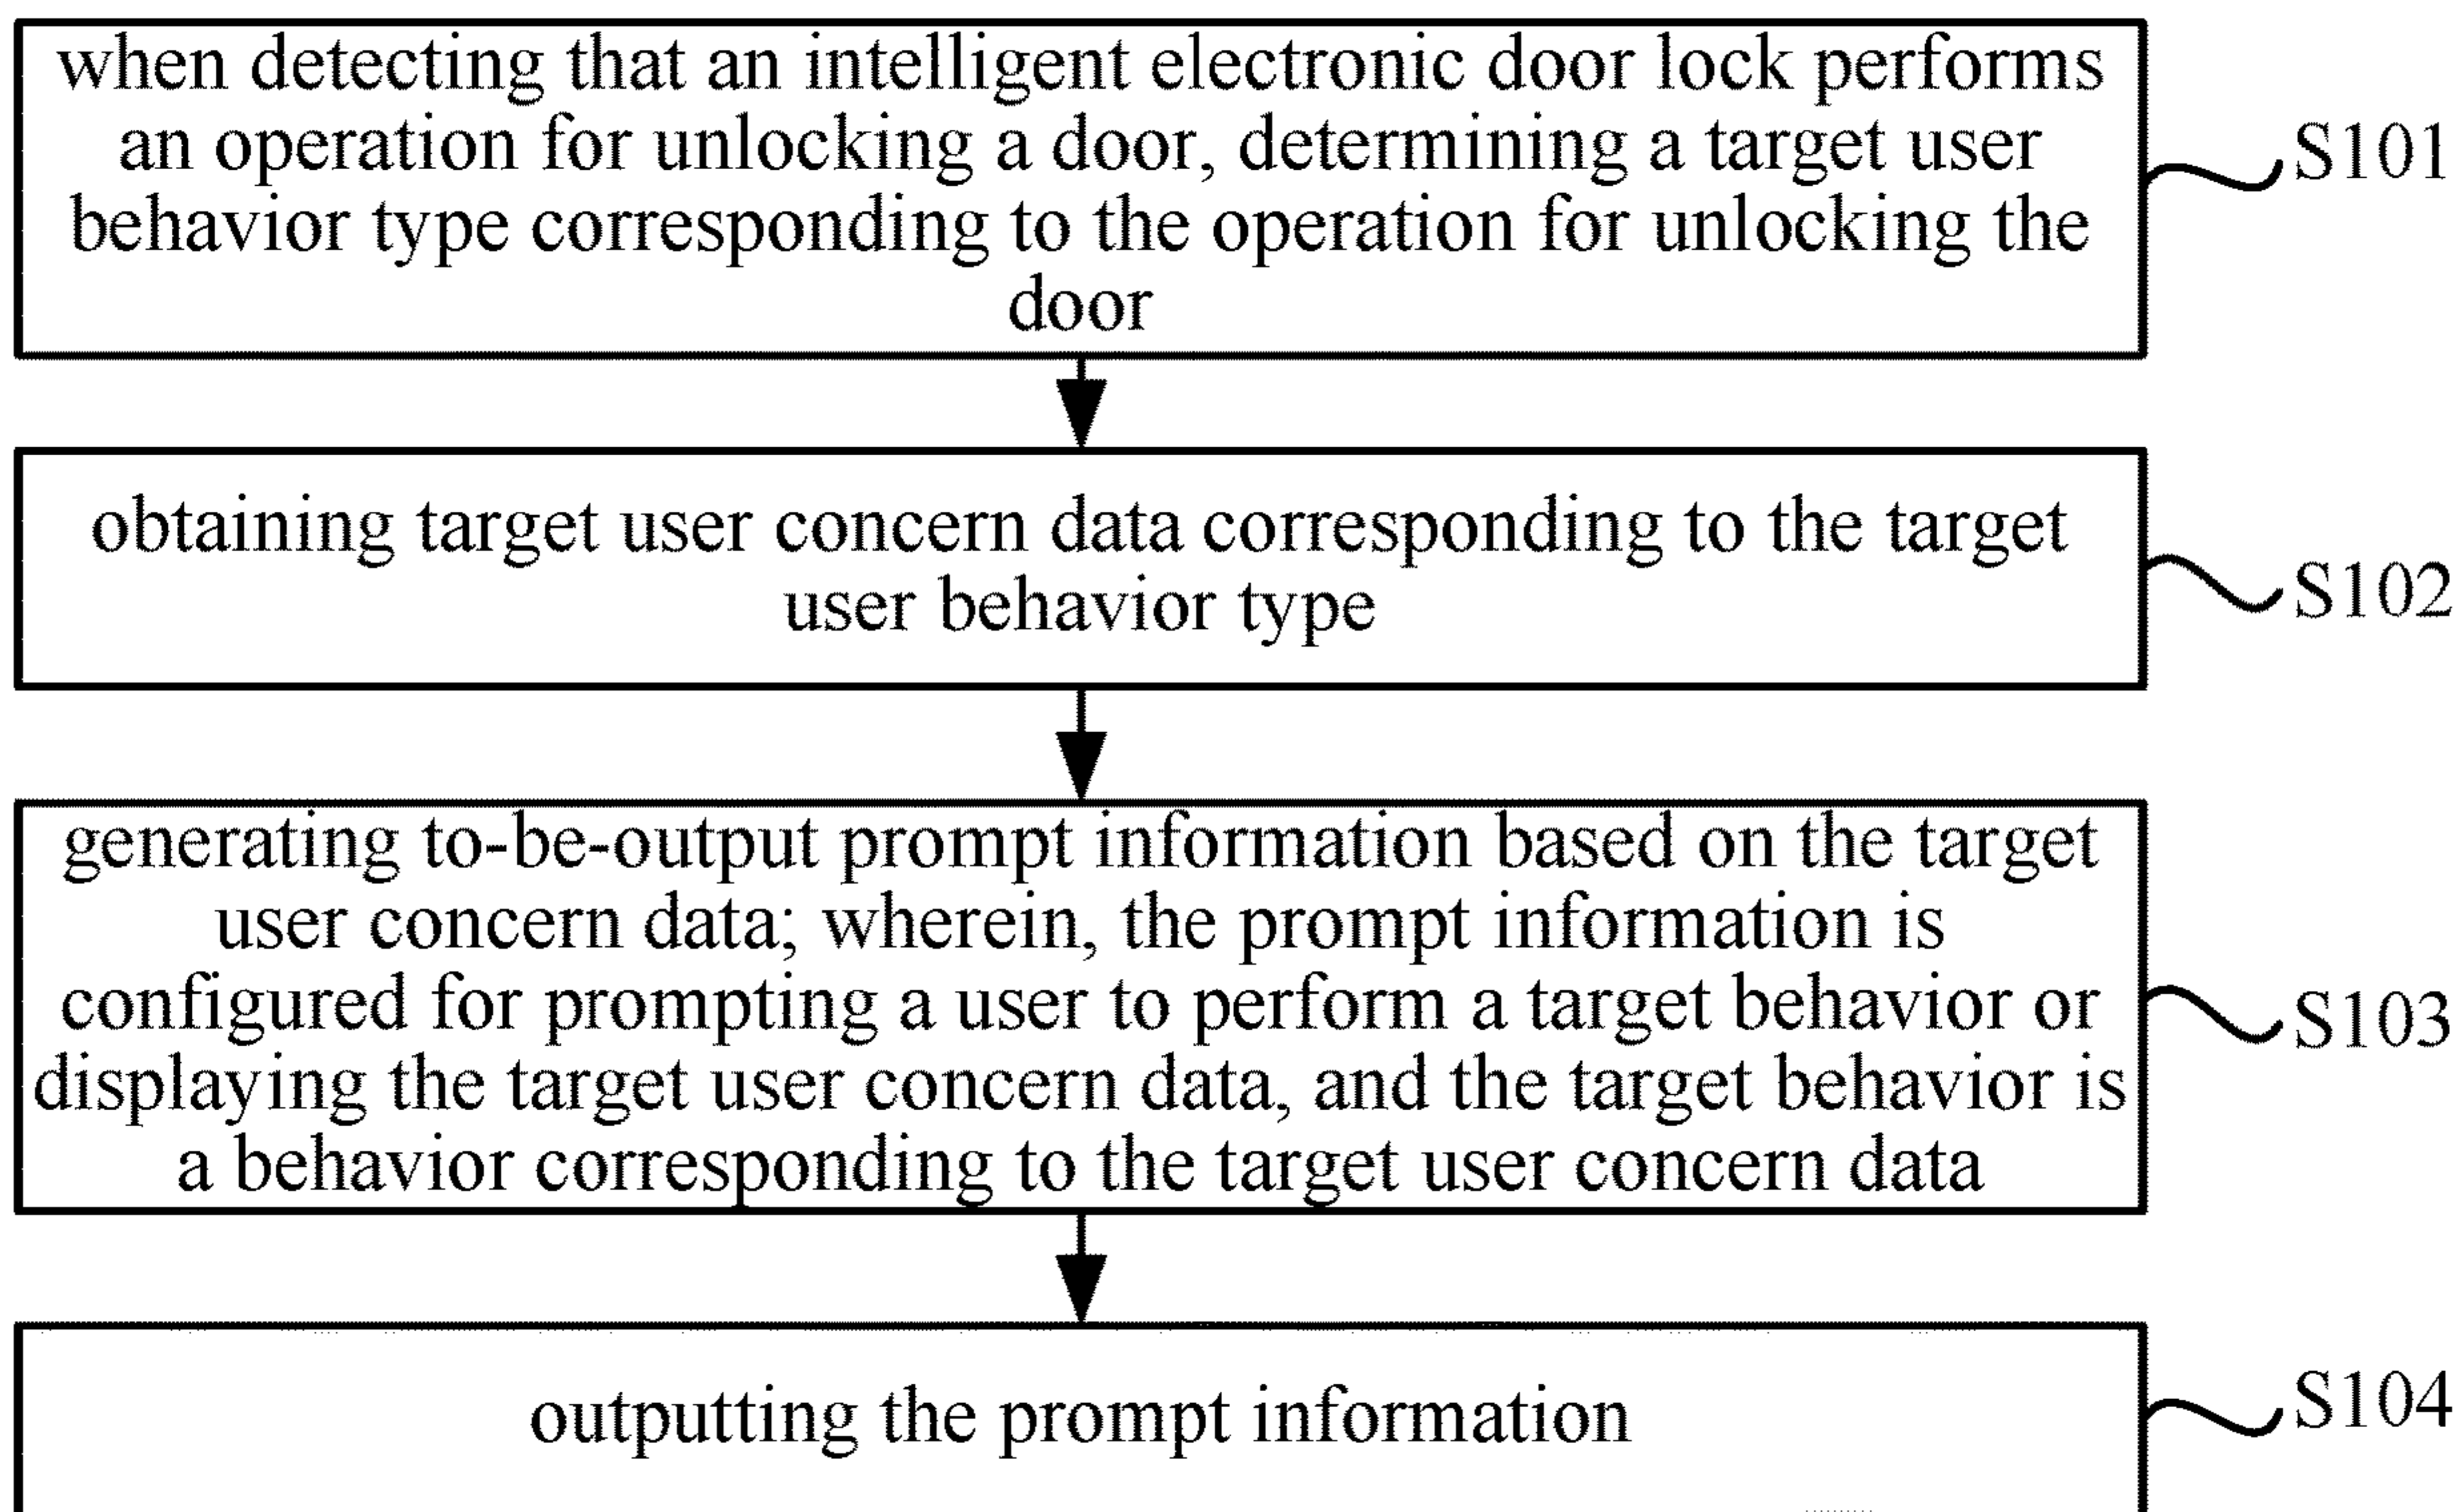 when detecting that an intelligent electronic door lock performs
an operation for unlocking a door, determining a target user
behavior type corresponding to the operation for unlocking the
door
S101
obtaining target user concern data corresponding to the target
user behavior type
S102
generating to-be-output prompt information based on the target
user concern data; wherein, the prompt information is
configured for prompting a user to perform a target behavior or
displaying the target user concern data, and the target behavior is
a behavior corresponding to the target user concern data
S103
outputting the prompt information
S104